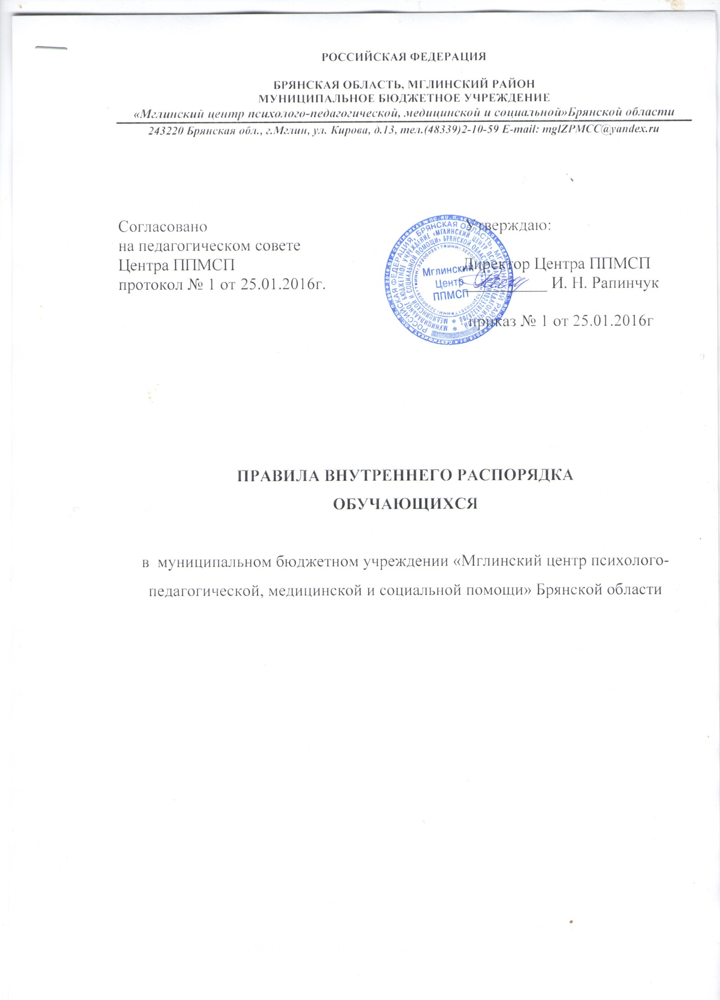 РОССИЙСКАЯ ФЕДЕРАЦИЯ
БРЯНСКАЯ ОБЛАСТЬ, МГЛИНСКИЙ РАЙОН
МУНИЦИПАЛЬНОЕ БЮДЖЕТНОЕ УЧРЕЖДЕНИЕ
«Мглинский центр психолого-педагогической, медицинской и социальной»Брянской области
243220 Брянская обл., г.Мглин, ул. Кирова, д.13, тел.(48339)2-10-59 E-mail: mglZPMCC@yandex.ru
Согласовано
на педагогическом совете
Центра ППМСП
протокол № 1 от 25.01.2016г.
Утверждаю:
Директор Центра ППМСП
___________ И. Н. Рапинчук
приказ № 1 от 25.01.2016г
Мглинский
Центр
ППМСП
ПРАВИЛА ВНУТРЕННЕГО РАСПОРЯДКА
ОБУЧАЮЩИХСЯ
в муниципальном бюджетном учреждении «Мглинский центр психолого-
педагогической, медицинской и социальной помощи» Брянской области